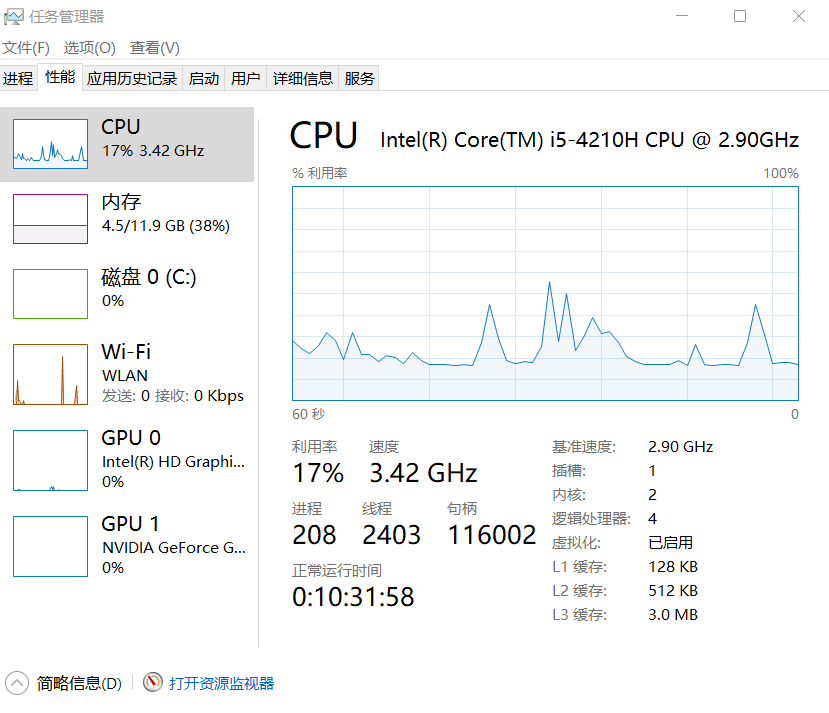 任务管理器
文件(F) 选项(O) 查看(V)
进程 性能 应用历史记录 启动 用户 详细信息 服务
CPU
17% 3.42 GHz
内存
4.5/11.9 GB (38%)
磁盘 0 (C:)
0%
Wi-Fi
WLAN
发送: 0 接收: 0 Kbps
GPU 0
Intel(R) HD Graphi...
0%
GPU 1
NVIDIA GeForce G...
0%
CPU Intel(R) Core(TM) i5-4210H CPU @ 2.90GHz
% 利用率 100%
60 秒 0
利用率 速度
17% 3.42 GHz
进程 线程 句柄
208 2403 116002
正常运行时间
0:10:31:58
基准速度: 2.90 GHz
插槽: 1
内核: 2
逻辑处理器: 4
虚拟化: 已启用
L1 缓存: 128 KB
L2 缓存: 512 KB
L3 缓存: 3.0 MB
简略信息(D) 打开资源监视器